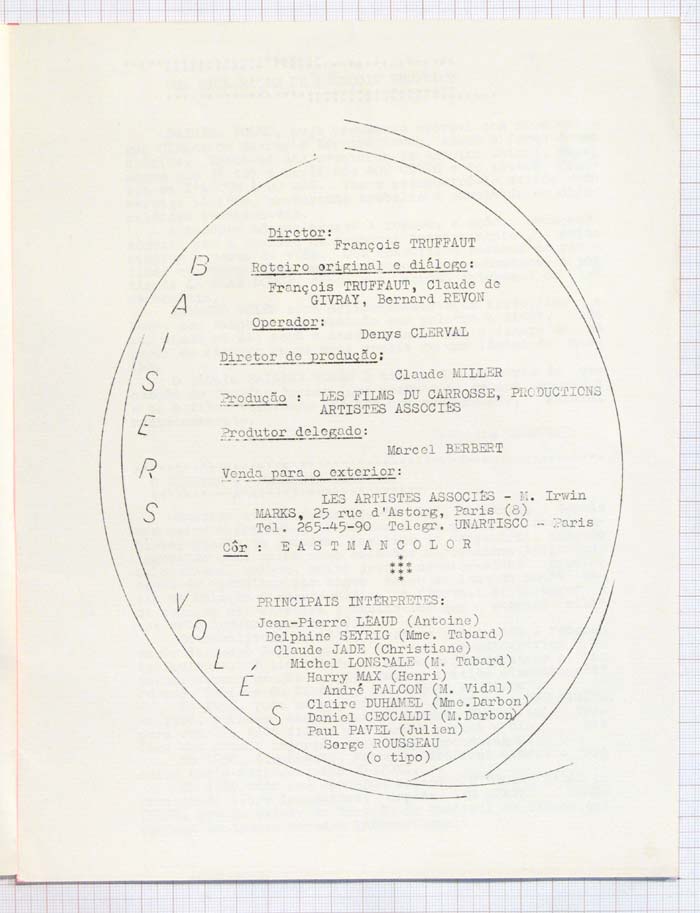 BAISERS
VOLÉS
Diretor:
François TRUFFAUT
Roteiro original e diálogo:
François TRUFFAUT, Claude de
GIVRAY, Bernard REVON
Operador:
Denys CLERVAL
Diretor de produção:
Claude MILLER
Produção : LES FILMS DU CARROSSE, PRODUCTIONS
ARTISTES ASSOCIÉS
Produtor delegado:
Marcel BERBERT
Venda para o exterior:
LES ARTISTES ASSOCIÉS - M. Irwin
MARKS, 25 rue d'Astorg, Paris (8)
Tel. 265-45-90 Telegr. UNARTISCO - Paris
Côr : E A S T M A N C O L O R
*
***
***
*
PRINCIPAIS INTÉRPRETES:
Jean-Pierre LÉAUD (Antoine)
Delphine SEYRIG (Mme. Tabard)
Claude JADE (Christiane)
Michel LONSDALE (M. Tabard)
Harry MAX (Henri)
André FALCON (M. Vidal)
Claire DUHAMEL (Mme.Darbon)
Daniel CECCALDI (M.Darbon)
Paul PAVEL (Julien)
Serge ROUSSEAU
(o tipo)